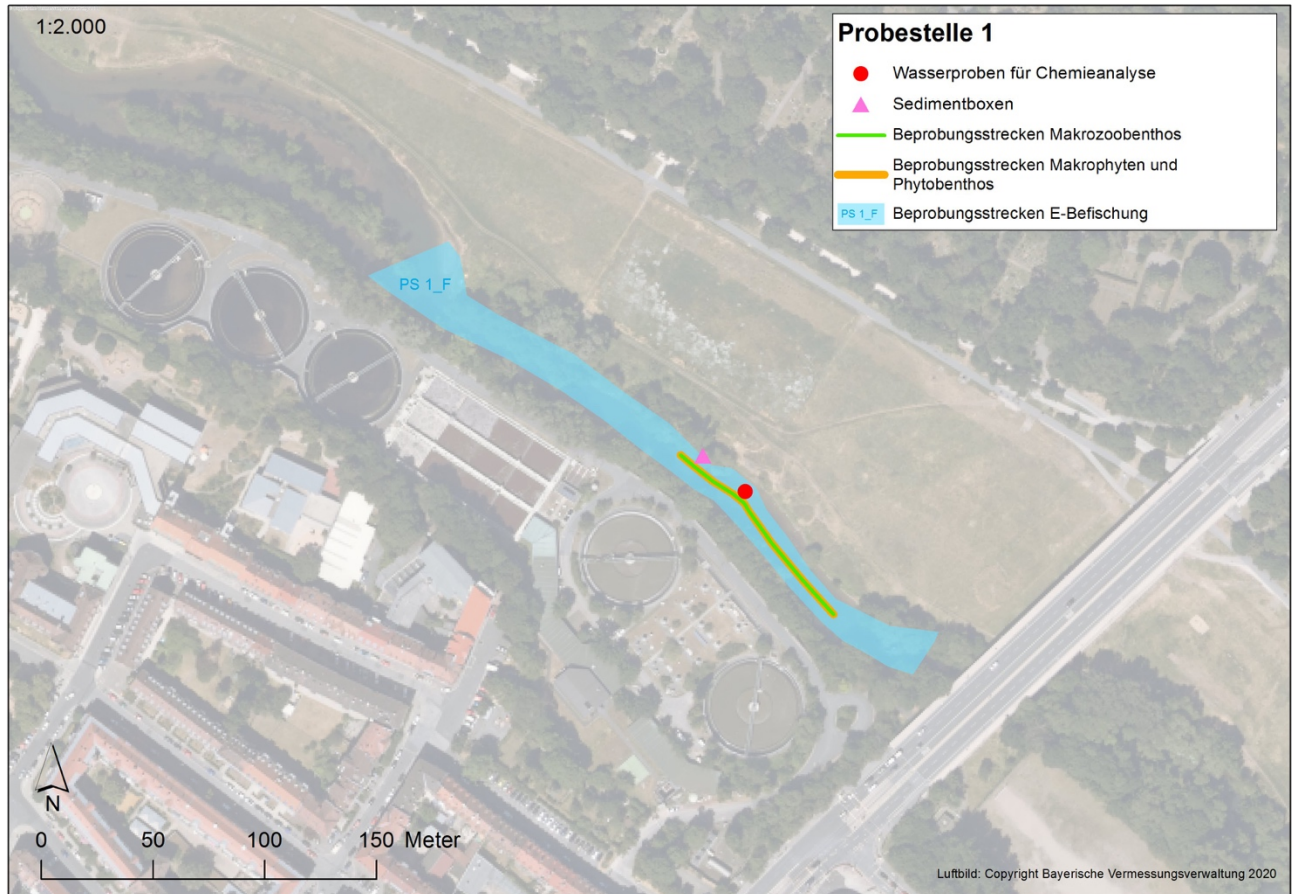 1:2.000
Probestelle 1
Wasserproben für Chemieanalyse
Sedimentboxen
Beprobungsstrecken Makrozoobenthos
Beprobungsstrecken Makrophyten und
Phytobenthos
PS 1_F Beprobungsstrecken E-Befischung
PS 1_F
N
0 50 100 150 Meter
Luftbild: Copyright Bayerische Vermessungsverwaltung 2020